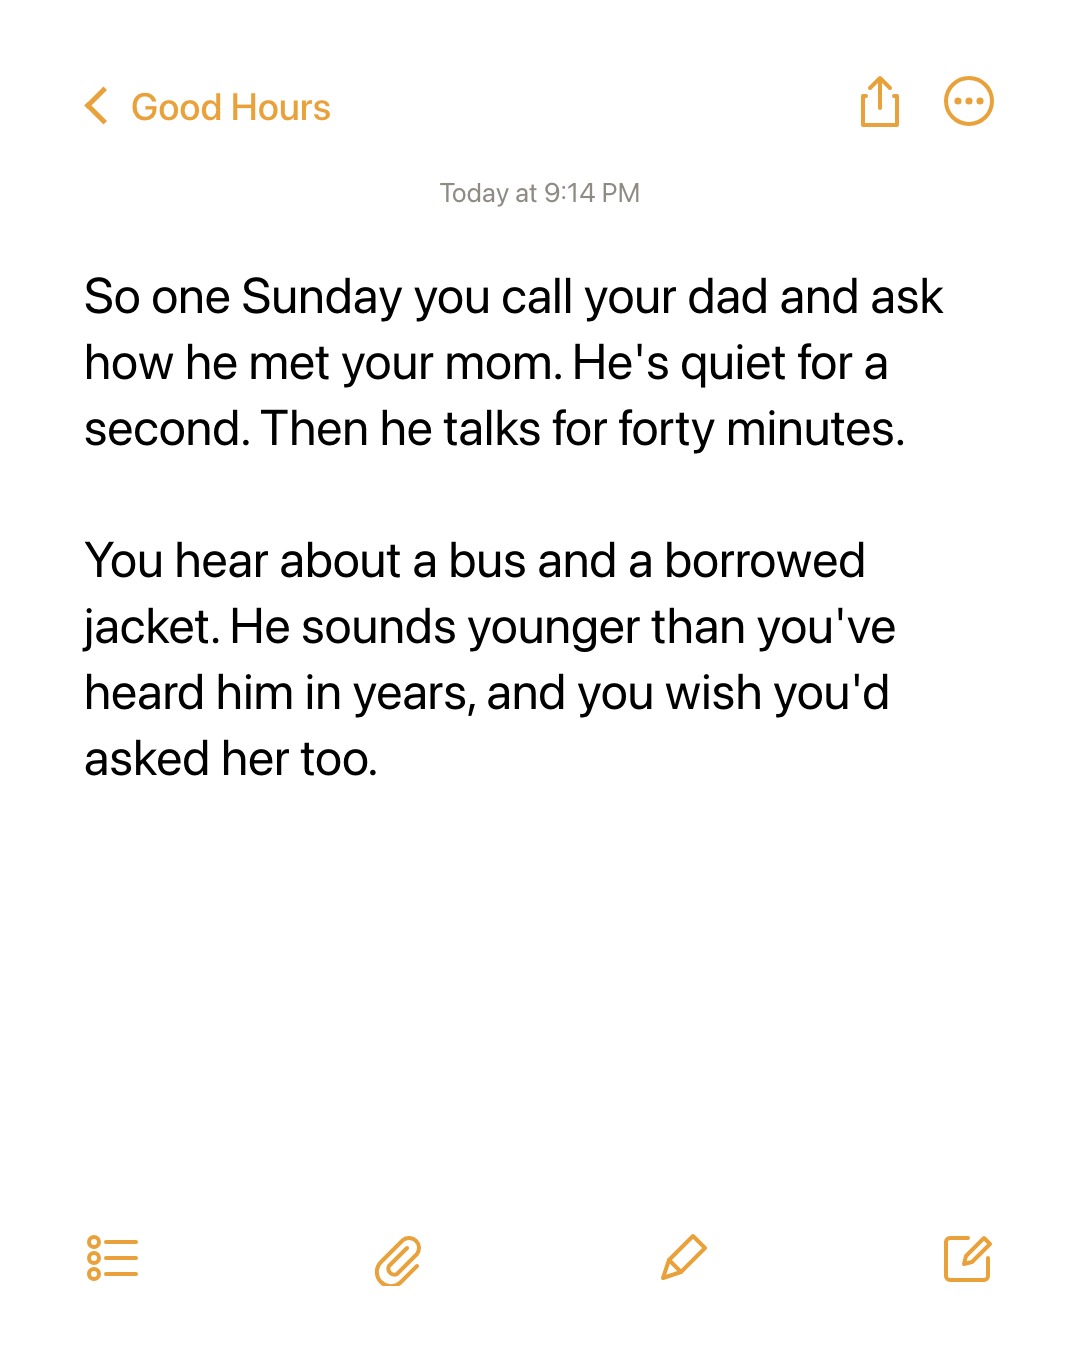 Good Hours
Today at 9:14 PM
So one Sunday you call your dad and ask
how he met your mom. He's quiet for a
second. Then he talks for forty minutes.
You hear about a bus and a borrowed
jacket. He sounds younger than you've
heard him in years, and you wish you'd
asked her too.